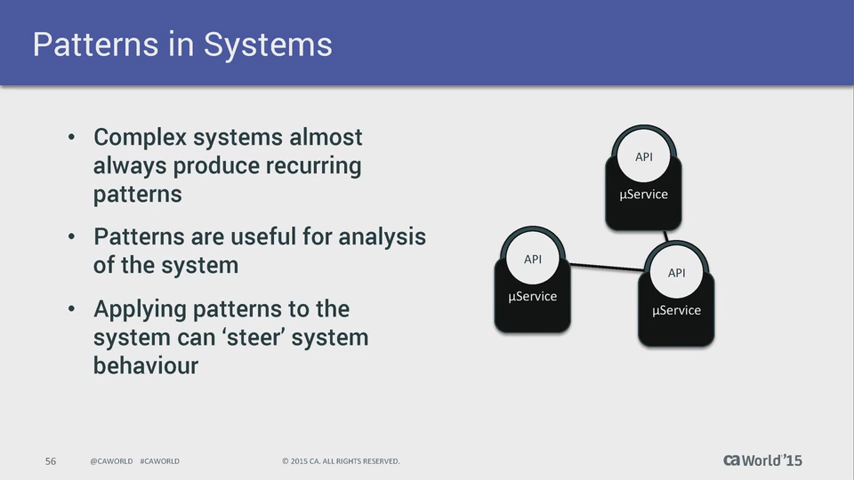 Patterns in Systems
• Complex systems almost
always produce recurring
patterns
• Patterns are useful for analysis
of the system
• Applying patterns to the
system can ‘steer’ system
behaviour
API
µService
API
µService
API
µService
56 @CAWORLD #CAWORLD © 2015 CA. ALL RIGHTS RESERVED. ca World ’15